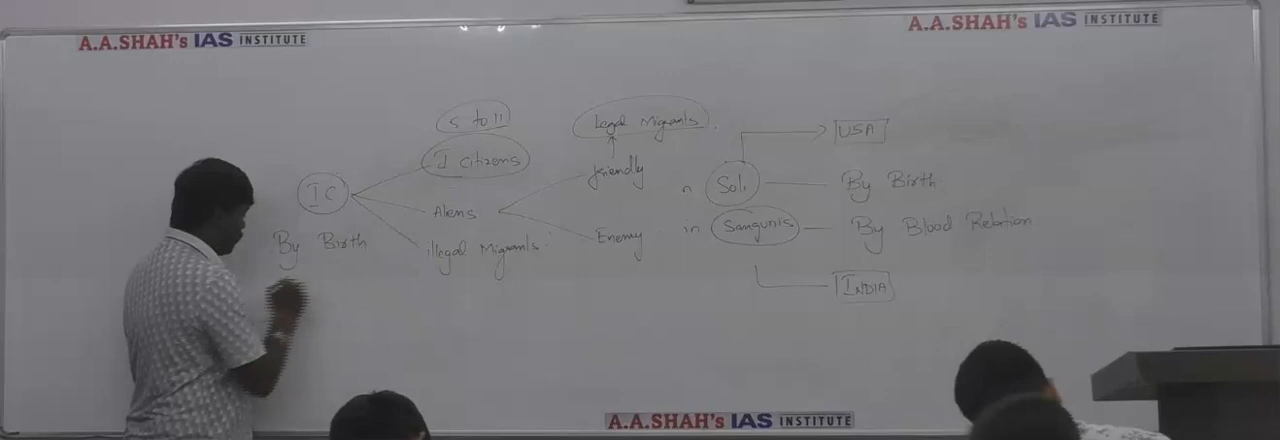 A.A.SHAH's IAS INSTITUTE
A.A.SHAH's IAS INSTITUTE
5 to 11
I citizens
IC
Aliens
illegal Migrants
By Birth
Legal Migrants.
friendly
Enemy
n Soli
in Sangunis
USA
By Birth
By Blood Relation
INDIA
A.A.SHAH's IAS INSTITUTE